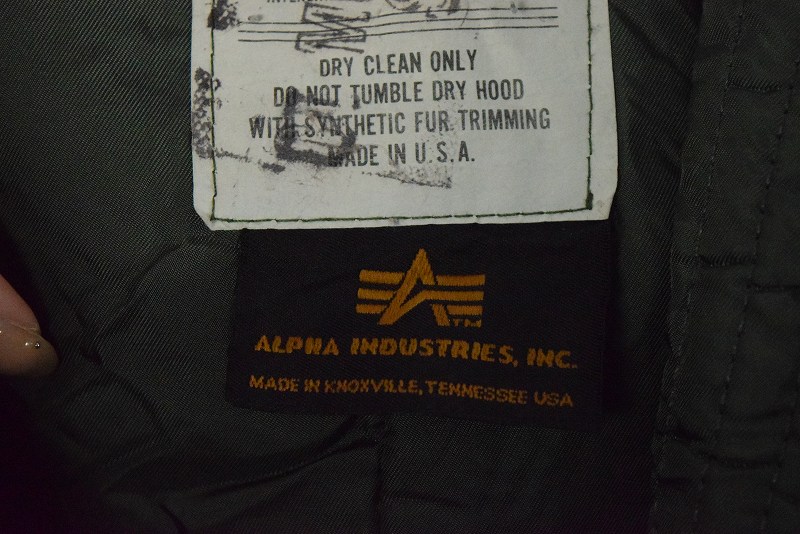 DRY CLEAN ONLY
DO NOT TUMBLE DRY HOOD
WITH SYNTHETIC FUR TRIMMING
MADE IN U.S.A.
TM
ALPHA INDUSTRIES, INC.
MADE IN KNOXVILLE, TENNESSEE USA